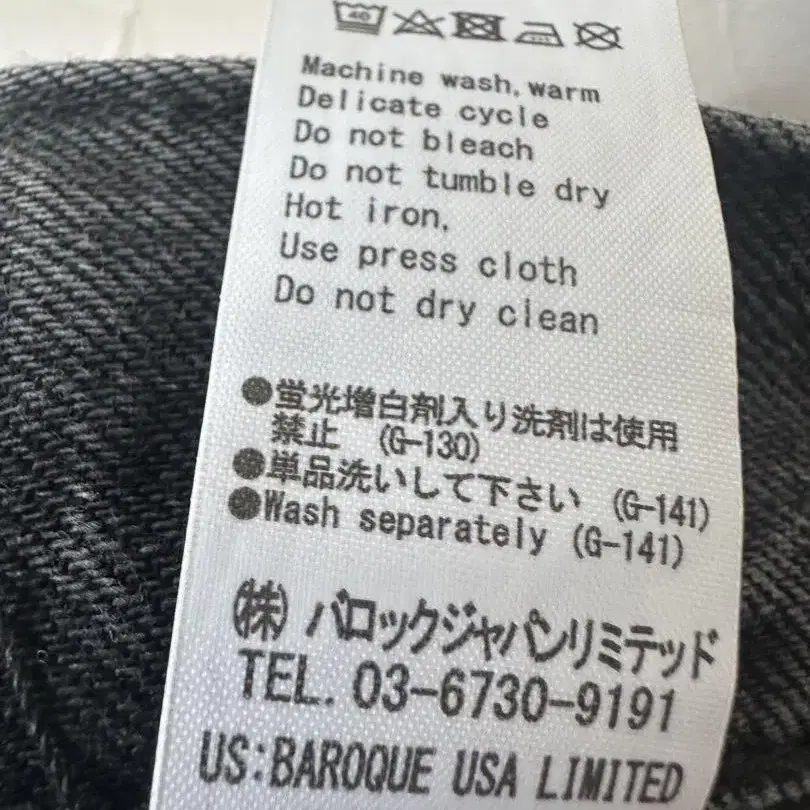 40
Machine wash, warm
Delicate cycle
Do not bleach
Do not tumble dry
Hot iron,
Use press cloth
Do not dry clean
●蛍光増白剤入り洗剤は使用
禁止 (G-130)
●単品洗いして下さい (G-141)
●Wash separately (G-141)
㈱ バロックジャパンリミテッド
TEL. 03-6730-9191
US:BAROQUE USA LIMITED